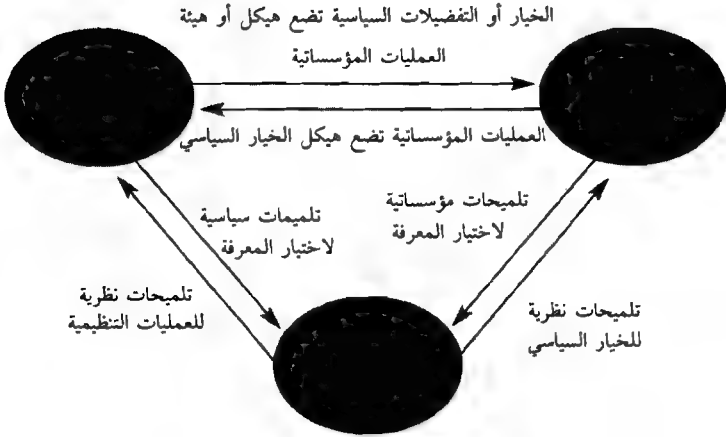 الخيار أو التفضيلات السياسية تضع هيكل أو هيئة
العمليات المؤسساتية
العمليات المؤسساتية تضع هيكل الخيار السياسي
تلميحات مؤسساتية
لاختيار المعرفة
تلميمات سياسية
لاختيار المعرفة
تلميحات نظرية
للخيار السياسي
تلميحات نظرية
للعمليات التنظيمية